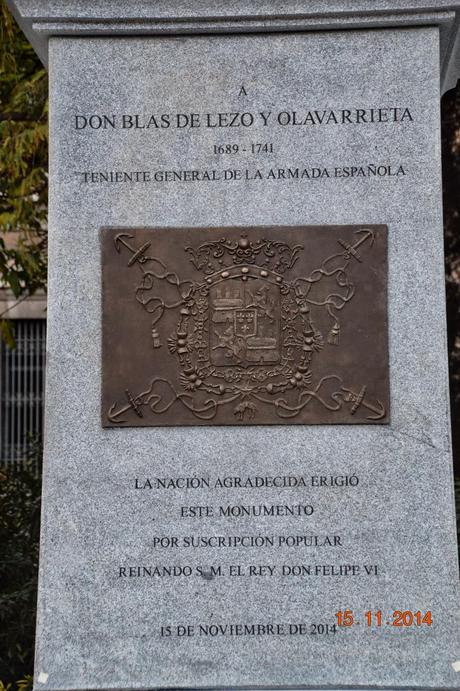 A
DON BLAS DE LEZO Y OLAVARRIETA
1689 - 1741
TENIENTE GENERAL DE LA ARMADA ESPAÑOLA
LA NACIÓN AGRADECIDA ERIGIÓ
ESTE MONUMENTO
POR SUSCRIPCIÓN POPULAR
REINANDO S. M. EL REY DON FELIPE VI
15 DE NOVIEMBRE DE 2014
15.11.2014